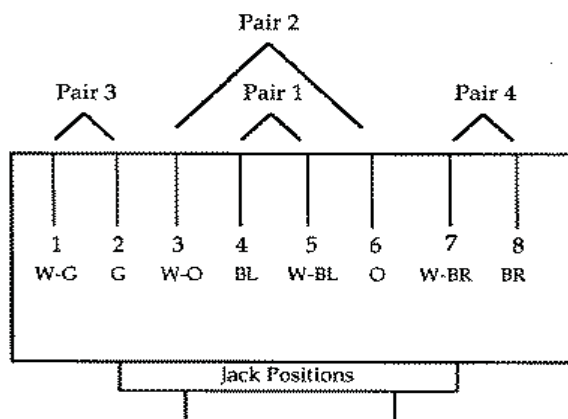 Pair 2
Pair 3 Pair 1 Pair 4
1 2 3 4 5 6 7 8
W-G G W-O BL W-BL O W-BR BR
Jack Positions